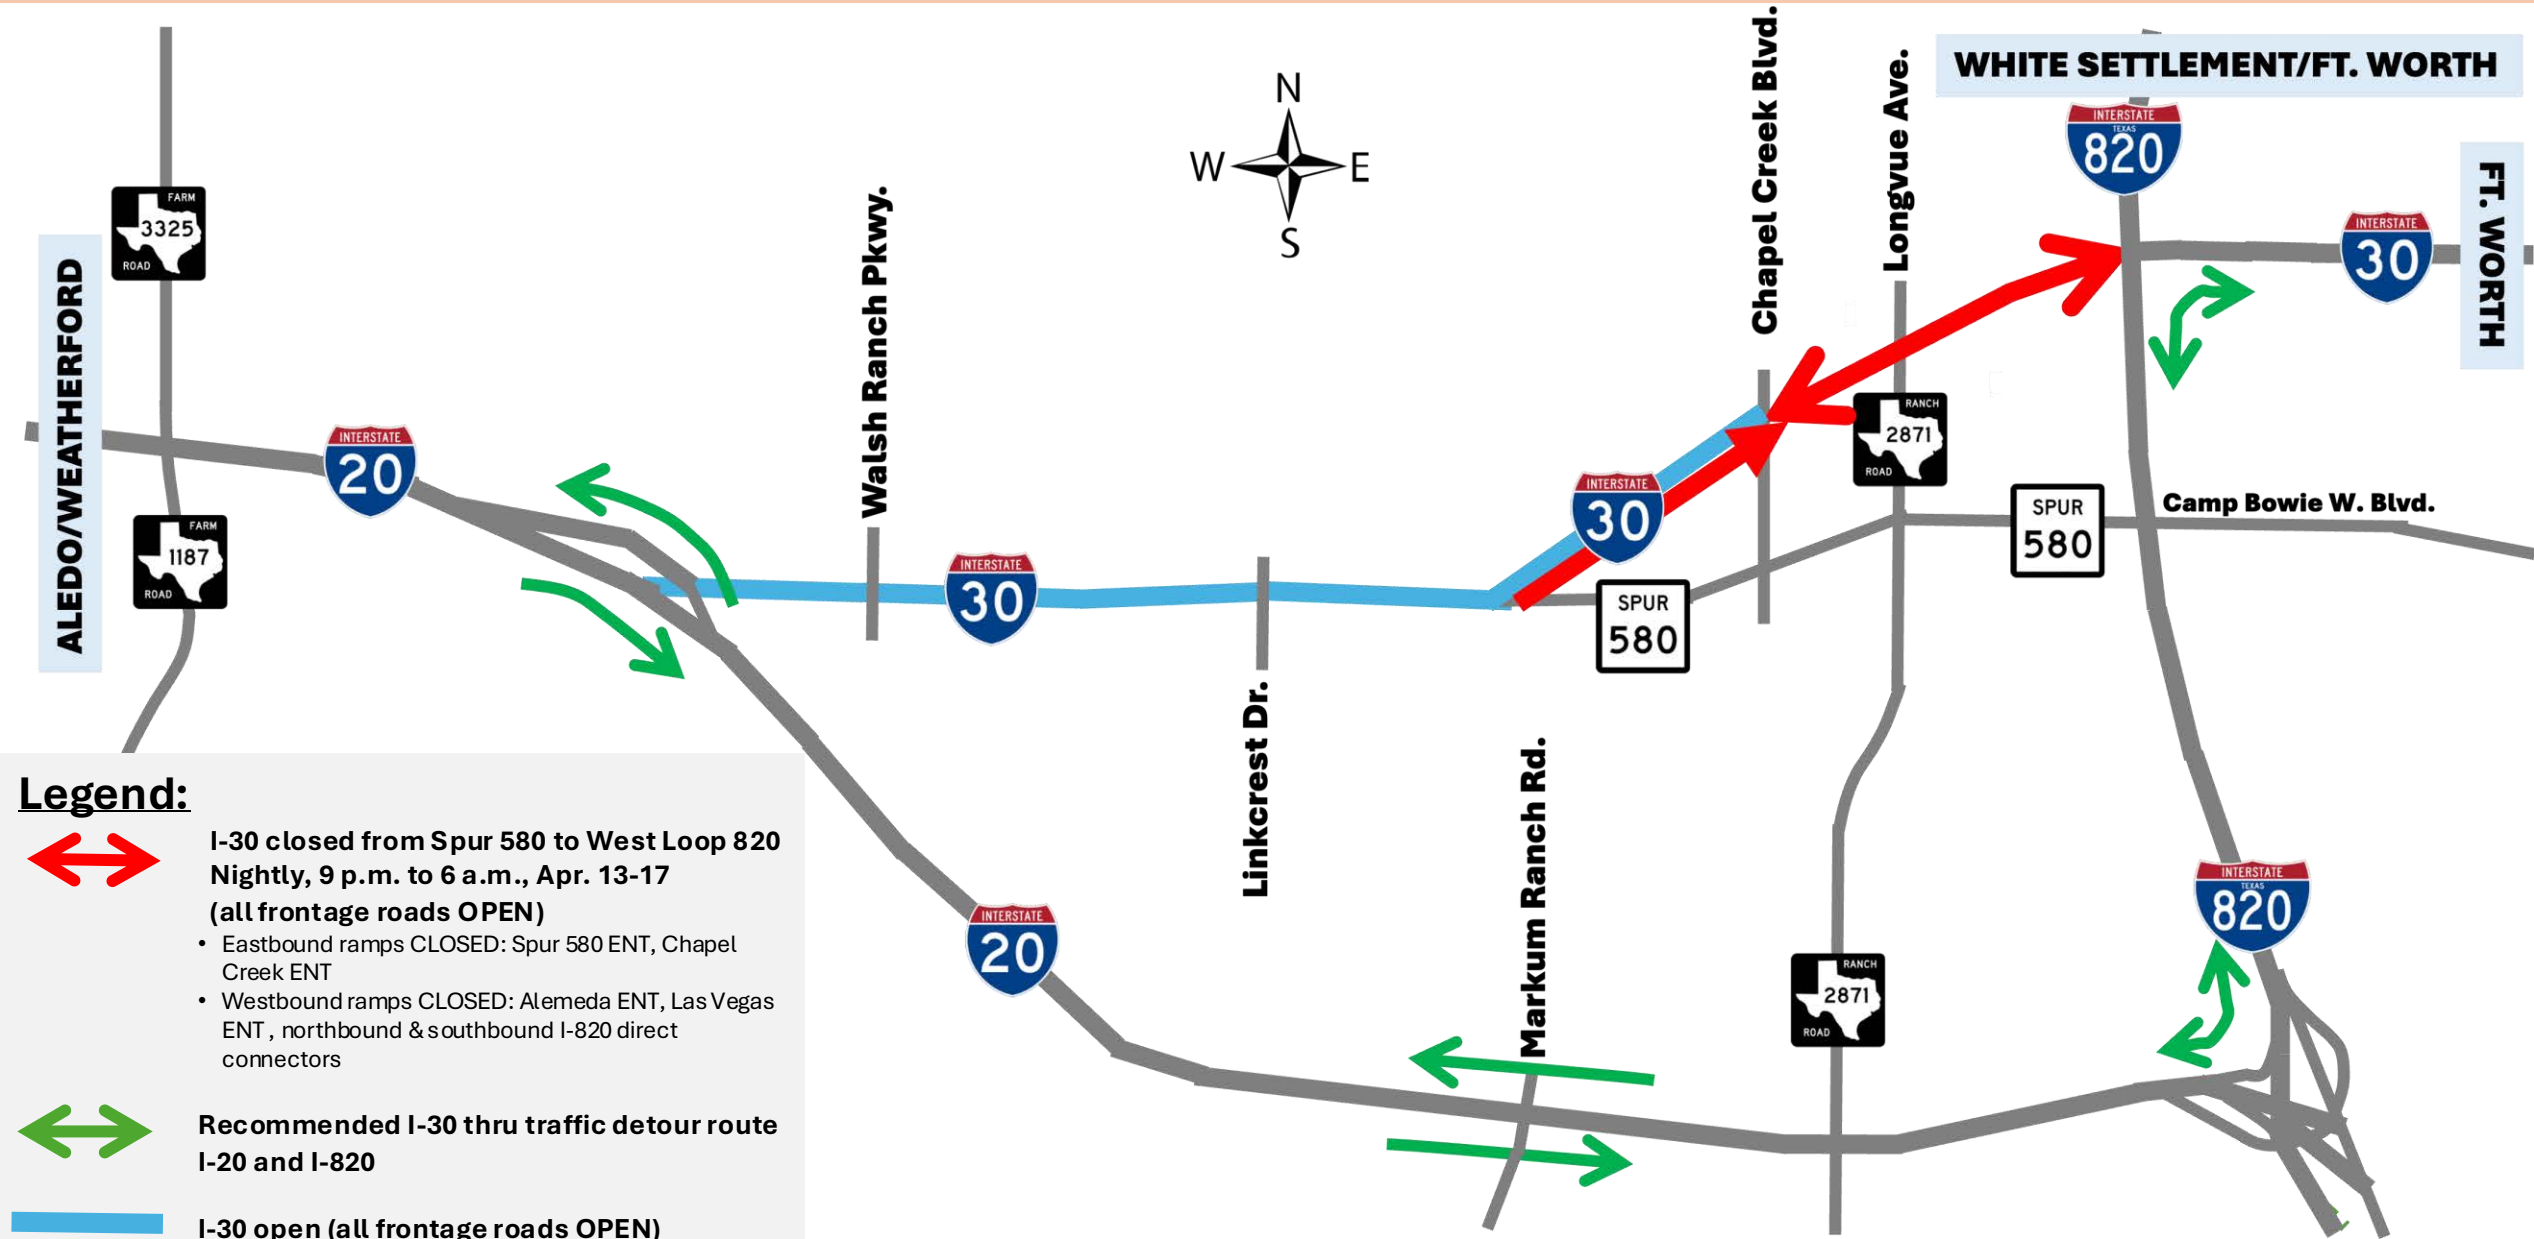 WHITE SETTLEMENT/FT. WORTH
Chapel Creek Blvd.
Longvue Ave.
N
W
E
S
INTERSTATE
TEXAS
820
FT. WORTH
INTERSTATE
30
FARM
3325
ROAD
Walsh Ranch Pkwy.
ALEDO/WEATHERFORD
INTERSTATE
20
RANCH
2871
ROAD
INTERSTATE
30
SPUR
580
Camp Bowie W. Blvd.
FARM
1187
ROAD
INTERSTATE
30
SPUR
580
Linkcrest Dr.
Markum Ranch Rd.
INTERSTATE
TEXAS
820
INTERSTATE
20
RANCH
2871
ROAD
Legend:
I-30 closed from Spur 580 to West Loop 820
Nightly, 9 p.m. to 6 a.m., Apr. 13-17
(all frontage roads OPEN)
• Eastbound ramps CLOSED: Spur 580 ENT, Chapel
Creek ENT
• Westbound ramps CLOSED: Alemeda ENT, Las Vegas
ENT, northbound & southbound I-820 direct
connectors
Recommended I-30 thru traffic detour route
I-20 and I-820
I-30 open (all frontage roads OPEN)